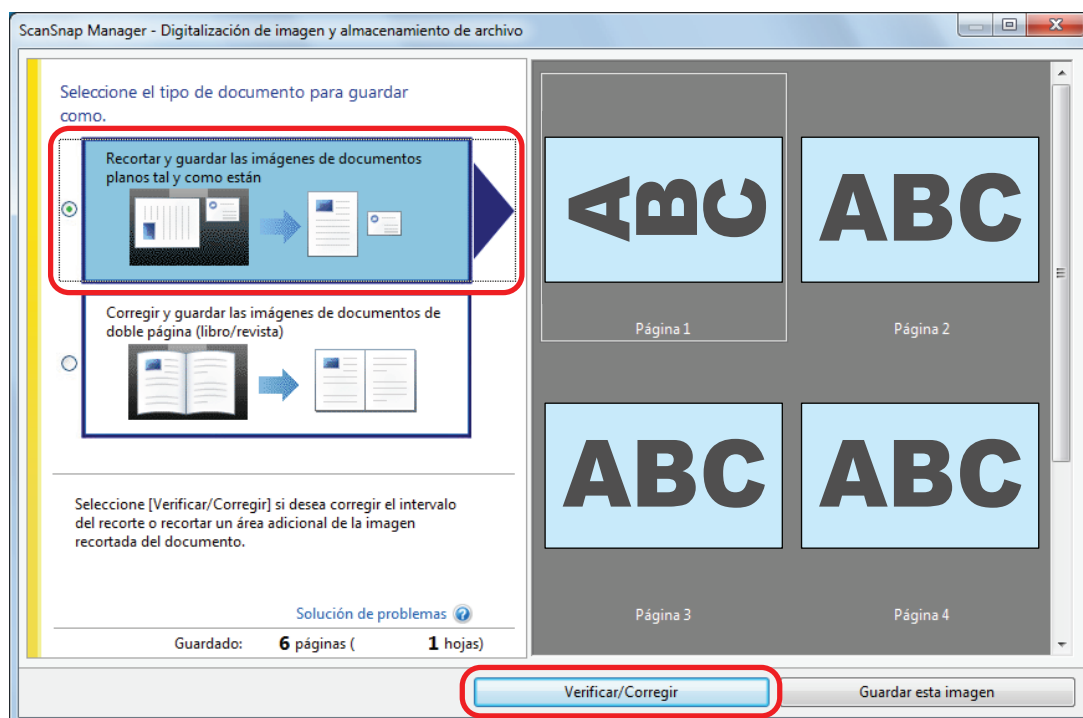 ScanSnap Manager - Digitalización de imagen y almacenamiento de archivo
Seleccione el tipo de documento para guardar
como.
Recortar y guardar las imágenes de documentos
planos tal y como están
Corregir y guardar las imágenes de documentos de
doble página (libro/revista)
Seleccione [Verificar/Corregir] si desea corregir el intervalo
del recorte o recortar un área adicional de la imagen
recortada del documento.
Solución de problemas
Guardado: 6 páginas ( 1 hojas)
ABC
Página 1
ABC
Página 2
ABC
Página 3
ABC
Página 4
Verificar/Corregir
Guardar esta imagen